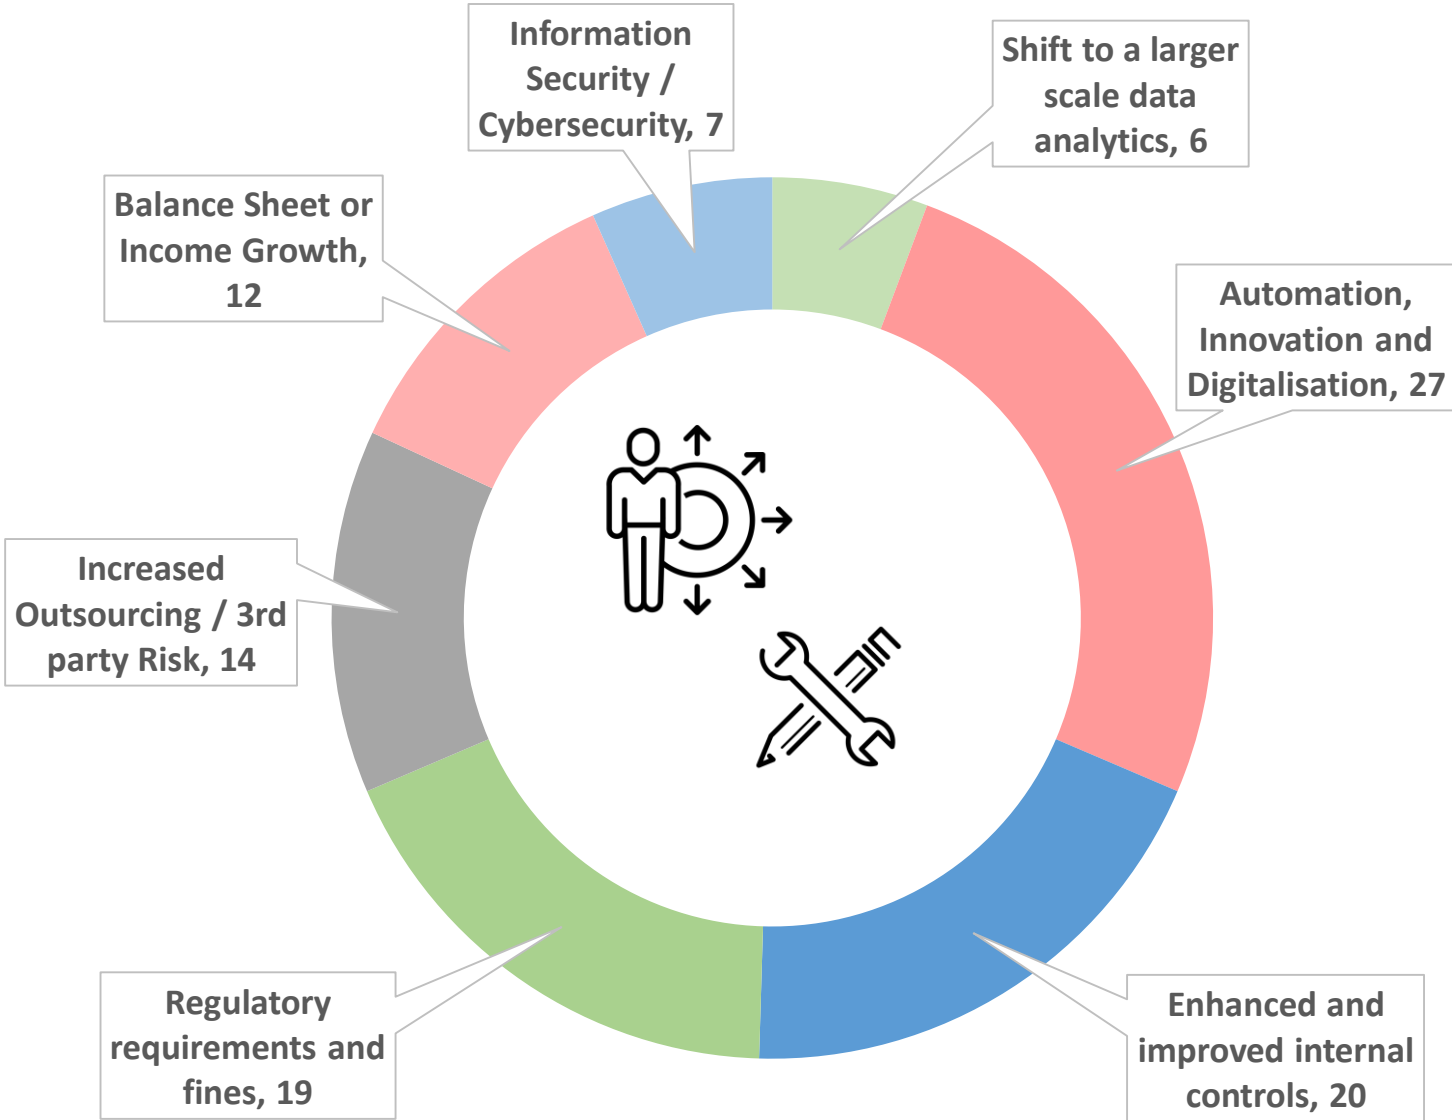 Information
Security /
Cybersecurity, 7
Shift to a larger
scale data
analytics, 6
Balance Sheet or
Income Growth,
12
Automation,
Innovation and
Digitalisation, 27
Increased
Outsourcing / 3rd
party Risk, 14
Regulatory
requirements and
fines, 19
Enhanced and
improved internal
controls, 20